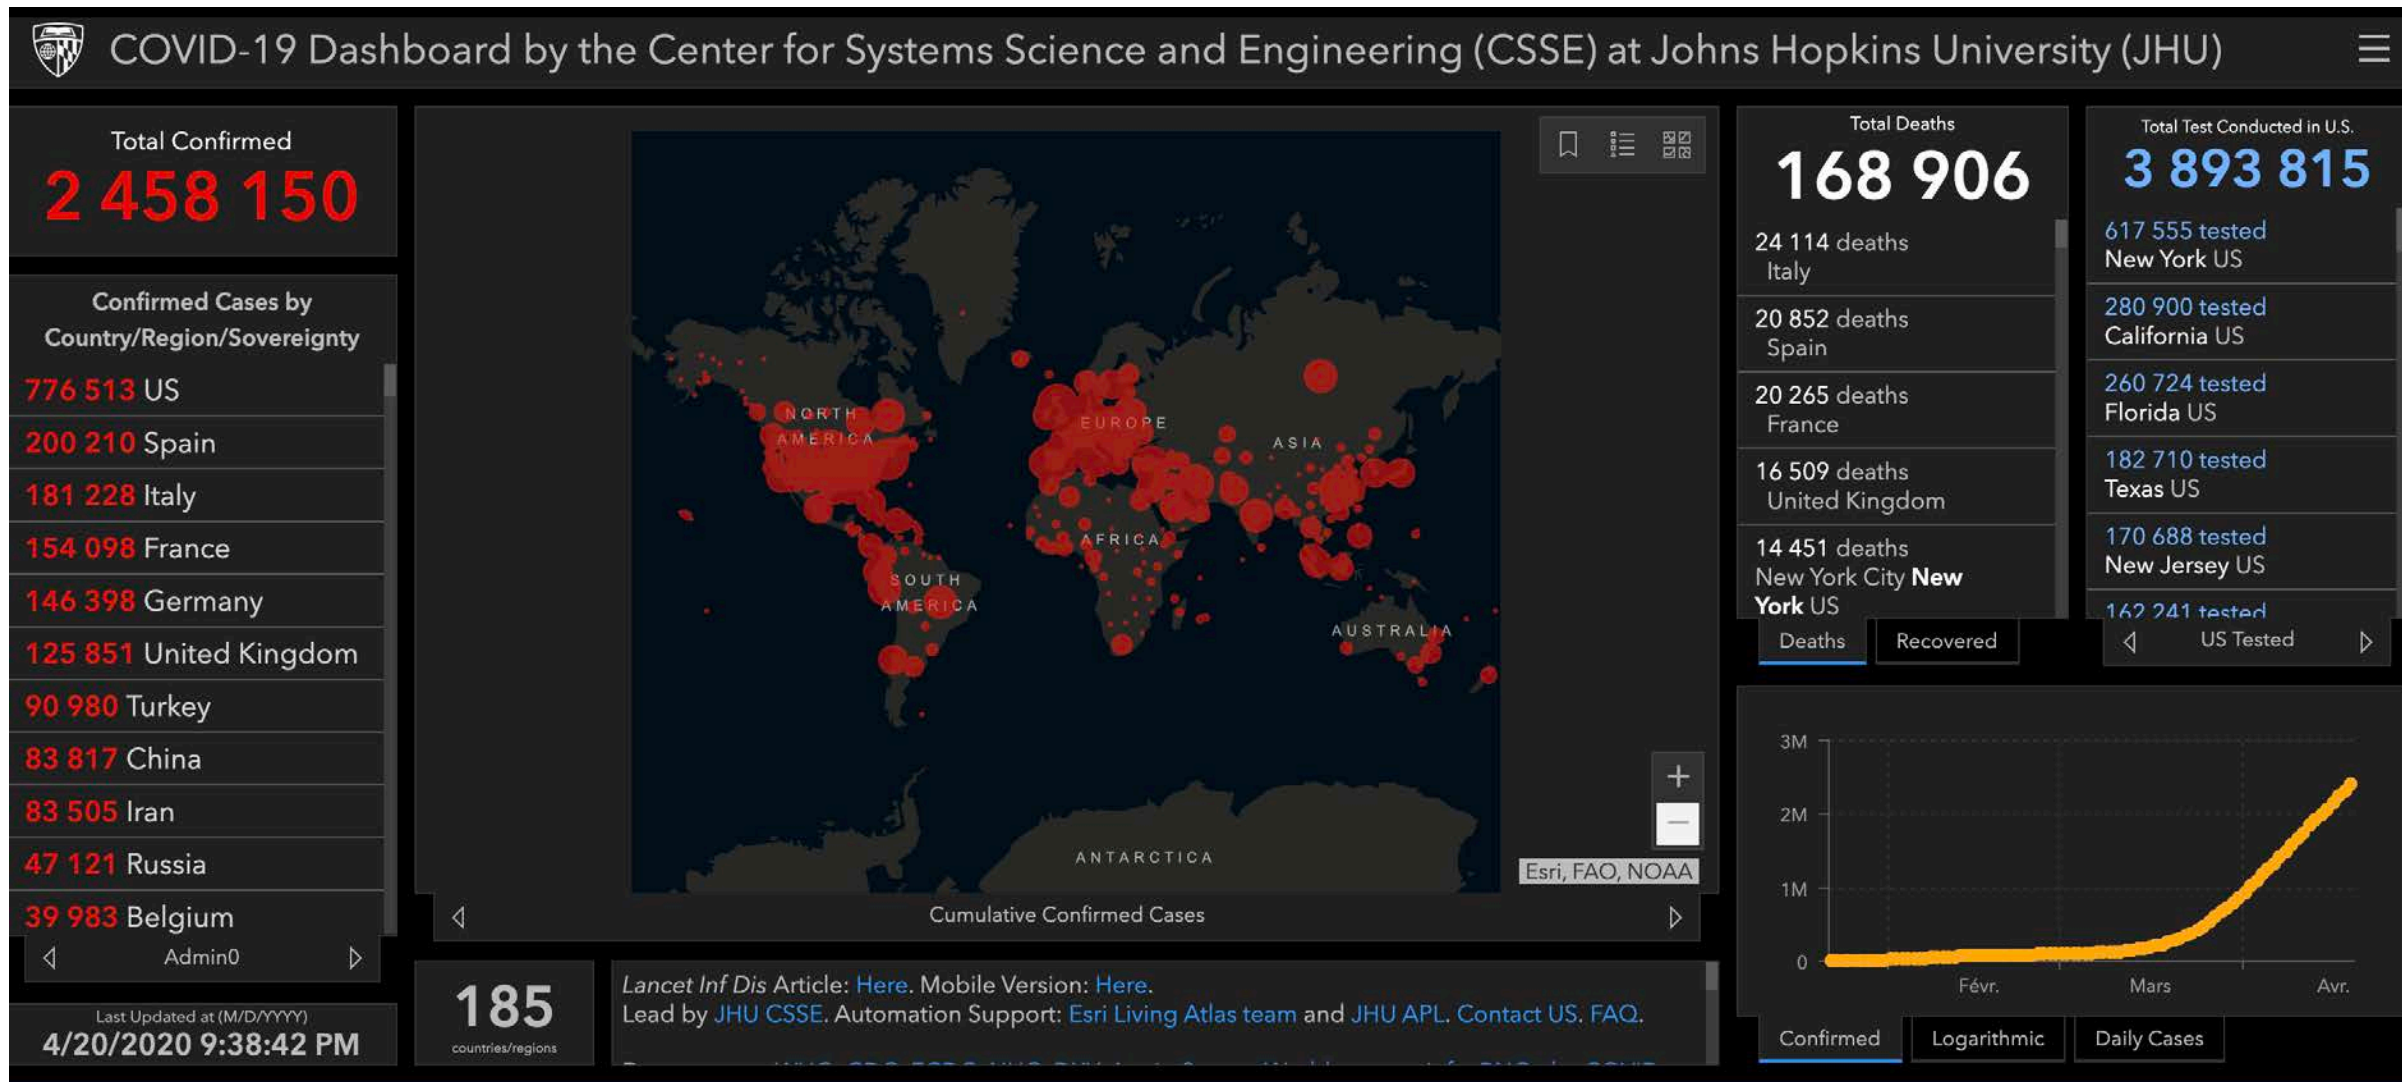 COVID-19 Dashboard by the Center for Systems Science and Engineering (CSSE) at Johns Hopkins University (JHU)
Total Confirmed
2 458 150
Confirmed Cases by
Country/Region/Sovereignty
776 513 US
200 210 Spain
181 228 Italy
154 098 France
146 398 Germany
125 851 United Kingdom
90 980 Turkey
83 817 China
83 505 Iran
47 121 Russia
39 983 Belgium
Admin0
Last Updated at (M/D/YYYY)
4/20/2020 9:38:42 PM
NORTH
AMERICA
EUROPE
ASIA
AFRICA
SOUTH
AMERICA
AUSTRALIA
ANTARCTICA
Esri, FAO, NOAA
Cumulative Confirmed Cases
185
countries/regions
Lancet Inf Dis Article: Here. Mobile Version: Here.
Lead by JHU CSSE. Automation Support: Esri Living Atlas team and JHU APL. Contact US. FAQ.
Total Deaths
168 906
24 114 deaths
Italy
20 852 deaths
Spain
20 265 deaths
France
16 509 deaths
United Kingdom
14 451 deaths
New York City New
York US
Deaths
Recovered
Total Test Conducted in U.S.
3 893 815
617 555 tested
New York US
280 900 tested
California US
260 724 tested
Florida US
182 710 tested
Texas US
170 688 tested
New Jersey US
162 241 tested
US Tested
3M
2M
1M
0
Févr.
Mars
Avr.
Confirmed
Logarithmic
Daily Cases